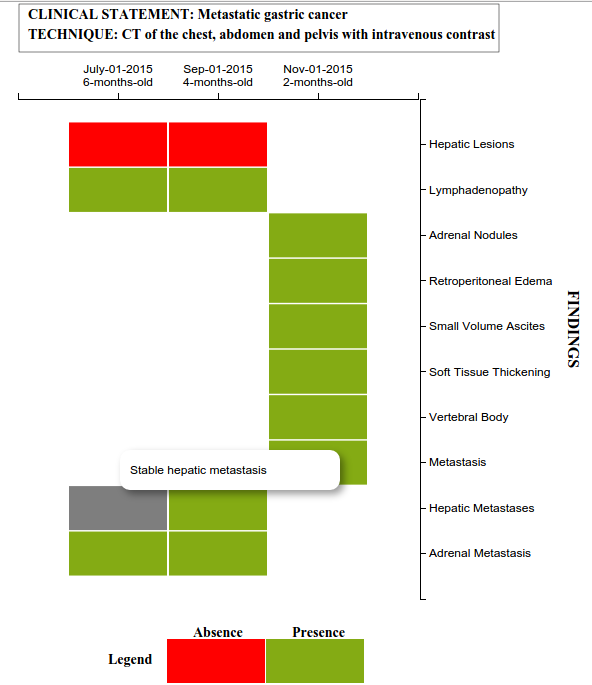 CLINICAL STATEMENT: Metastatic gastric cancer
TECHNIQUE: CT of the chest, abdomen and pelvis with intravenous contrast
July-01-2015 Sep-01-2015 Nov-01-2015
6-months-old 4-months-old 2-months-old
Hepatic Lesions
Lymphadenopathy
Adrenal Nodules
Retroperitoneal Edema
Small Volume Ascites
Soft Tissue Thickening
Vertebral Body
Metastasis
Hepatic Metastases
Adrenal Metastasis
FINDINGS
Stable hepatic metastasis
Absence Presence
Legend